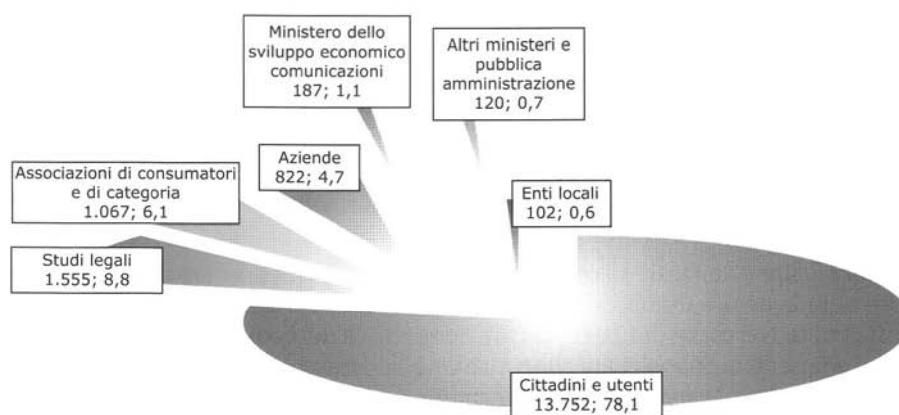 Ministero dello
sviluppo economico
comunicazioni
187; 1,1
Altri ministeri e
pubblica
amministrazione
120; 0,7
Aziende
822; 4,7
Associazioni di consumatori
e di categoria
1.067; 6,1
Enti locali
102; 0,6
Studi legali
1.555; 8,8
Cittadini e utenti
13.752; 78,1